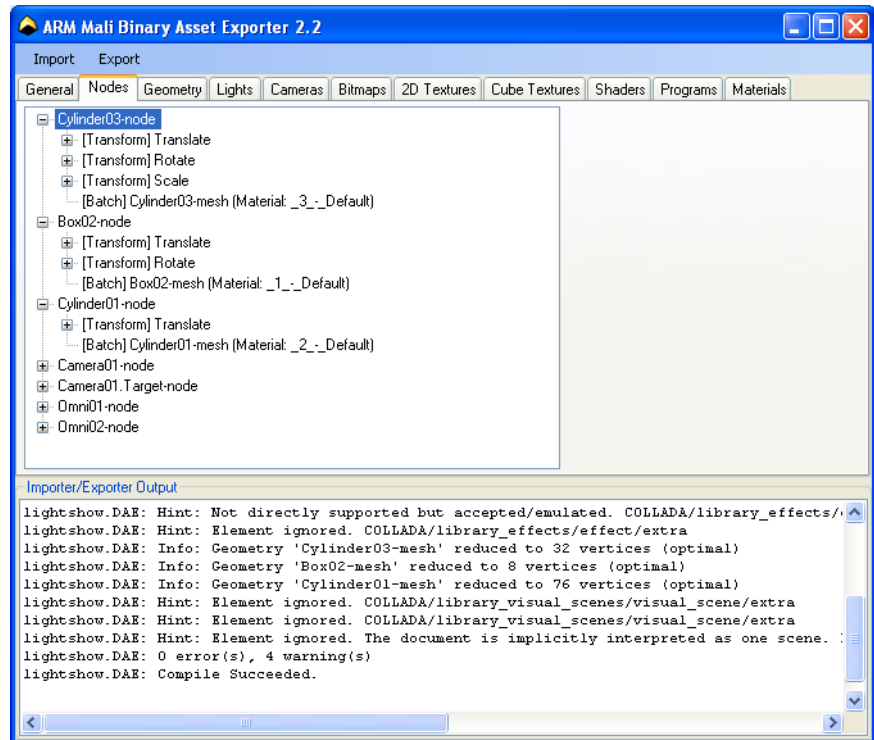 ARM Mali Binary Asset Exporter 2.2
Import Export
General Nodes Geometry Lights Cameras Bitmaps 2D Textures Cube Textures Shaders Programs Materials
Cylinder03-node
[Transform] Translate
[Transform] Rotate
[Transform] Scale
[Batch] Cylinder03-mesh (Material: _3_-_Default)
Box02-node
[Transform] Translate
[Transform] Rotate
[Batch] Box02-mesh (Material: _1_-_Default)
Cylinder01-node
[Transform] Translate
[Batch] Cylinder01-mesh (Material: _2_-_Default)
Camera01-node
Camera01.Target-node
Omni01-node
Omni02-node
Importer/Exporter Output
lightshow.DAE: Hint: Not directly supported but accepted/emulated. COLLADA/library_effects/
lightshow.DAE: Hint: Element ignored. COLLADA/library_effects/effect/extra
lightshow.DAE: Info: Geometry 'Cylinder03-mesh' reduced to 32 vertices (optimal)
lightshow.DAE: Info: Geometry 'Box02-mesh' reduced to 8 vertices (optimal)
lightshow.DAE: Info: Geometry 'Cylinder01-mesh' reduced to 76 vertices (optimal)
lightshow.DAE: Hint: Element ignored. COLLADA/library_visual_scenes/visual_scene/extra
lightshow.DAE: Hint: Element ignored. COLLADA/library_visual_scenes/visual_scene/extra
lightshow.DAE: Hint: Element ignored. The document is implicitly interpreted as one scene.
lightshow.DAE: 0 error(s), 4 warning(s)
lightshow.DAE: Compile Succeeded.